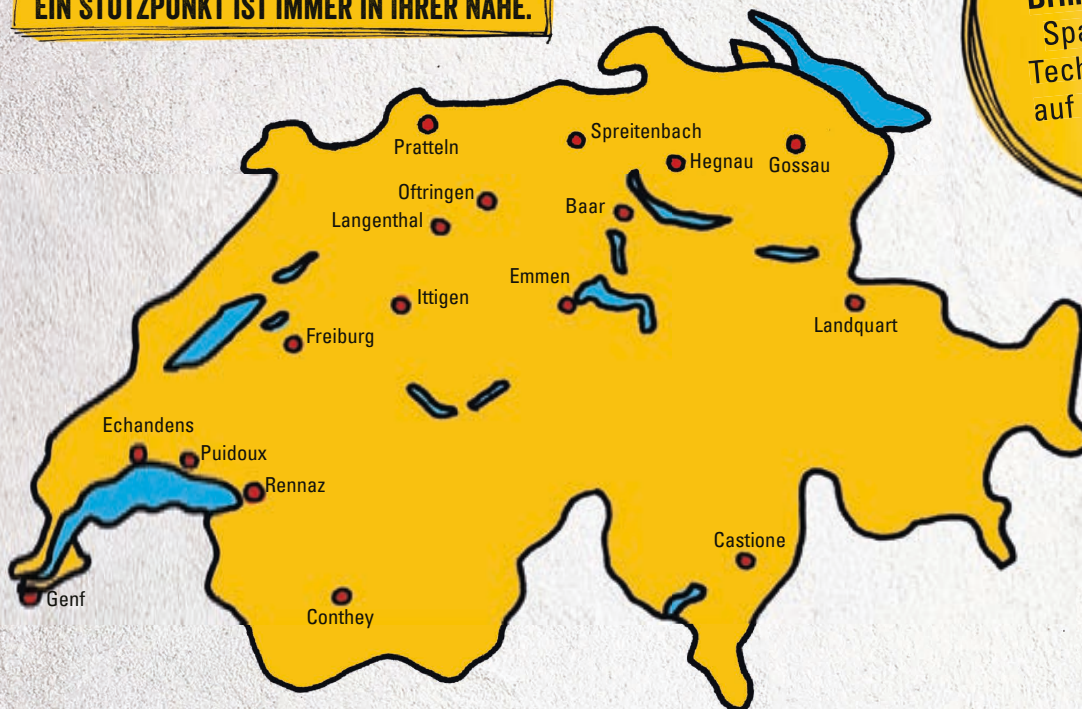 EIN STÜTZPUNKT IST IMMER IN IHRER NÄHE.
Tech
auf
Pratteln
Spreitenbach
Hegnau
Gossau
Oftringen
Langenthal
Baar
Emmen
Ittigen
Freiburg
Landquart
Echandens
Puidoux
Rennaz
Castione
Genf
Conthey